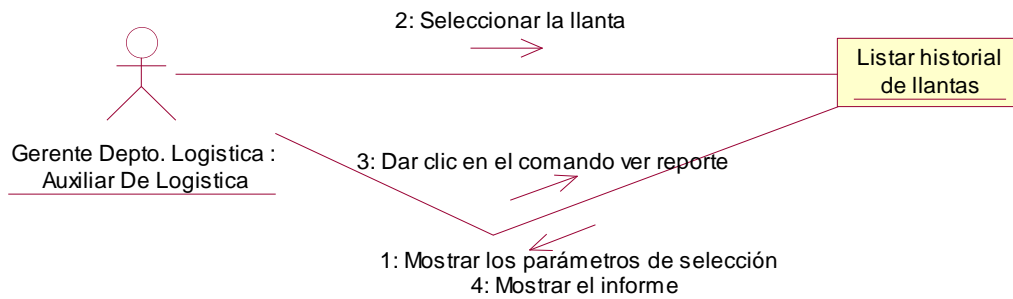 2: Seleccionar la llanta
Listar historial
de llantas
Gerente Depto. Logistica :
Auxiliar De Logistica
3: Dar clic en el comando ver reporte
1: Mostrar los parámetros de selección
4: Mostrar el informe